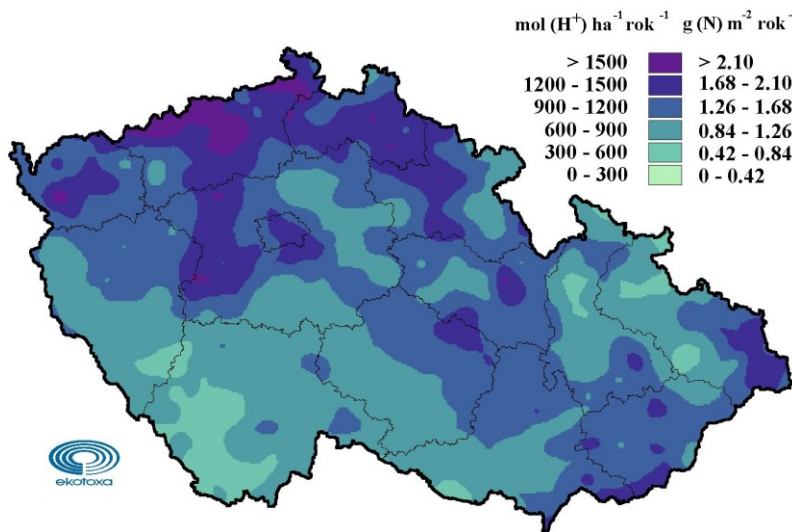 mol (H⁺) ha⁻¹ rok⁻¹ g (N) m⁻² rok⁻
> 1500 > 2.10
1200 - 1500 1.68 - 2.10
900 - 1200 1.26 - 1.68
600 - 900 0.84 - 1.26
300 - 600 0.42 - 0.84
0 - 300 0 - 0.42
ekotoxa